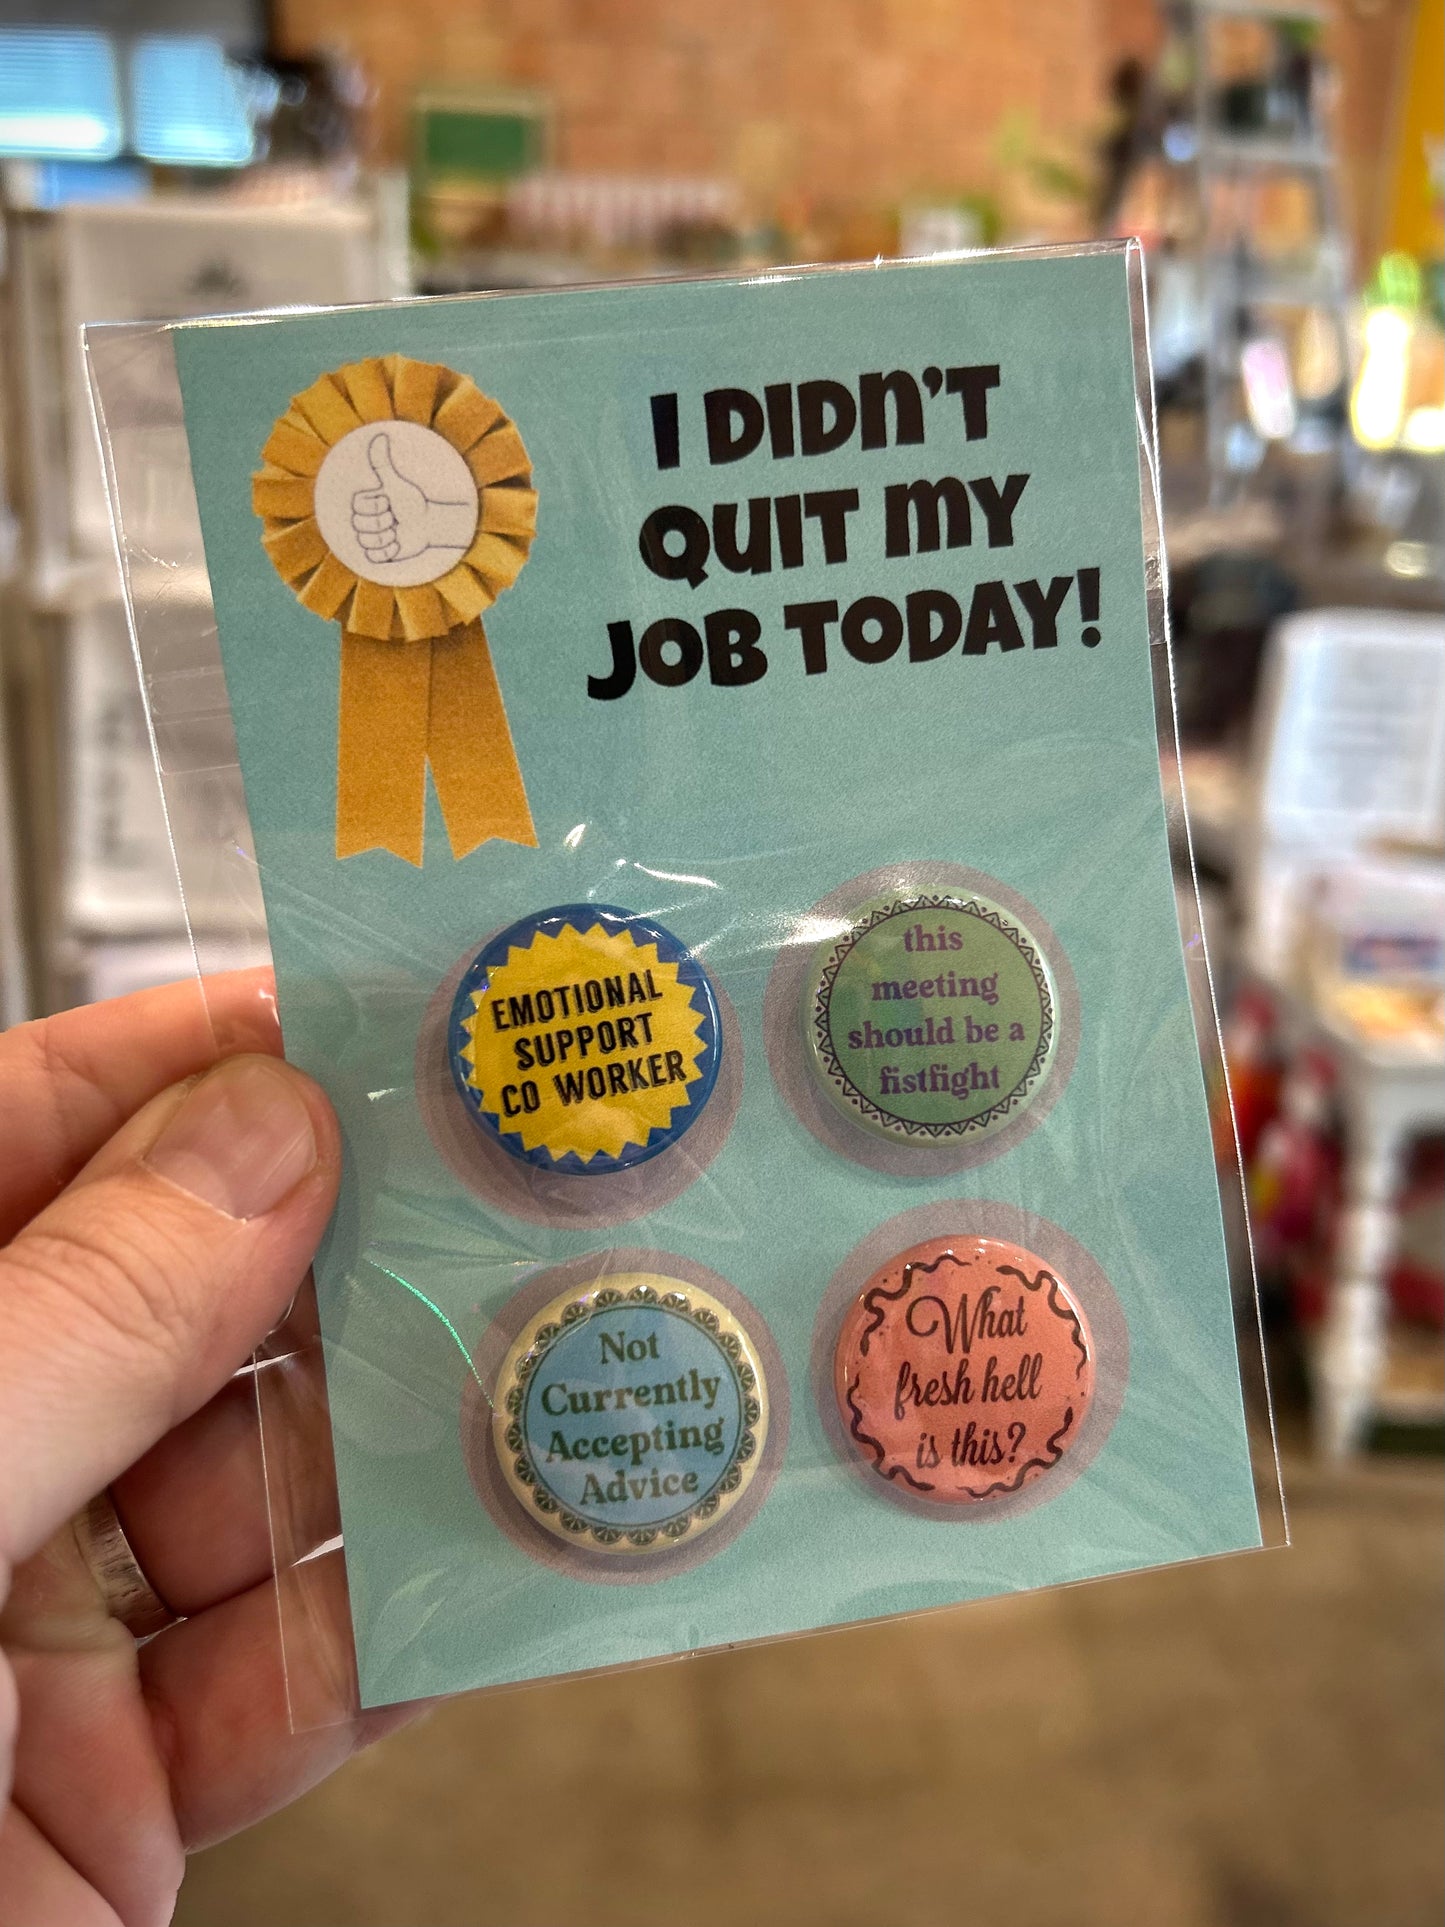 I DIDN'T
QUIT MY
JOB TODAY!
EMOTIONAL
SUPPORT
CO WORKER
this
meeting
should be a
fistfight
Not
Currently
Accepting
Advice
What
fresh hell
is this?